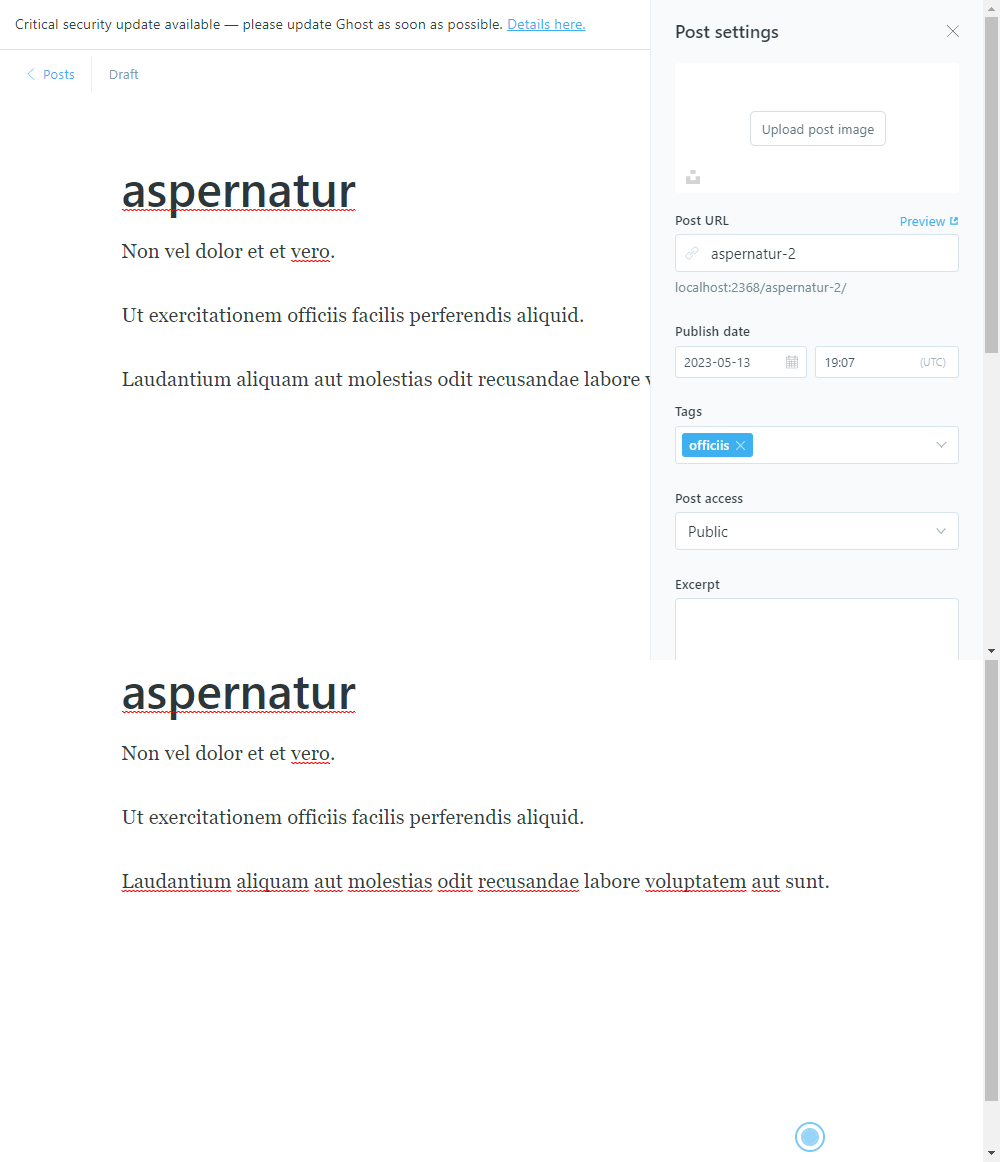 Critical security update available — please update Ghost as soon as possible. Details here.
Posts
Draft
aspernatur
Non vel dolor et et vero.
Ut exercitationem officiis facilis perferendis aliquid.
Laudantium aliquam aut molestias odit recusandae labore v
Post settings
Upload post image
Post URL
Preview
aspernatur-2
localhost:2368/aspernatur-2/
Publish date
2023-05-13
19:07
(UTC)
Tags
officiis
Post access
Public
Excerpt
aspernatur
Non vel dolor et et vero.
Ut exercitationem officiis facilis perferendis aliquid.
Laudantium aliquam aut molestias odit recusandae labore voluptatem aut sunt.